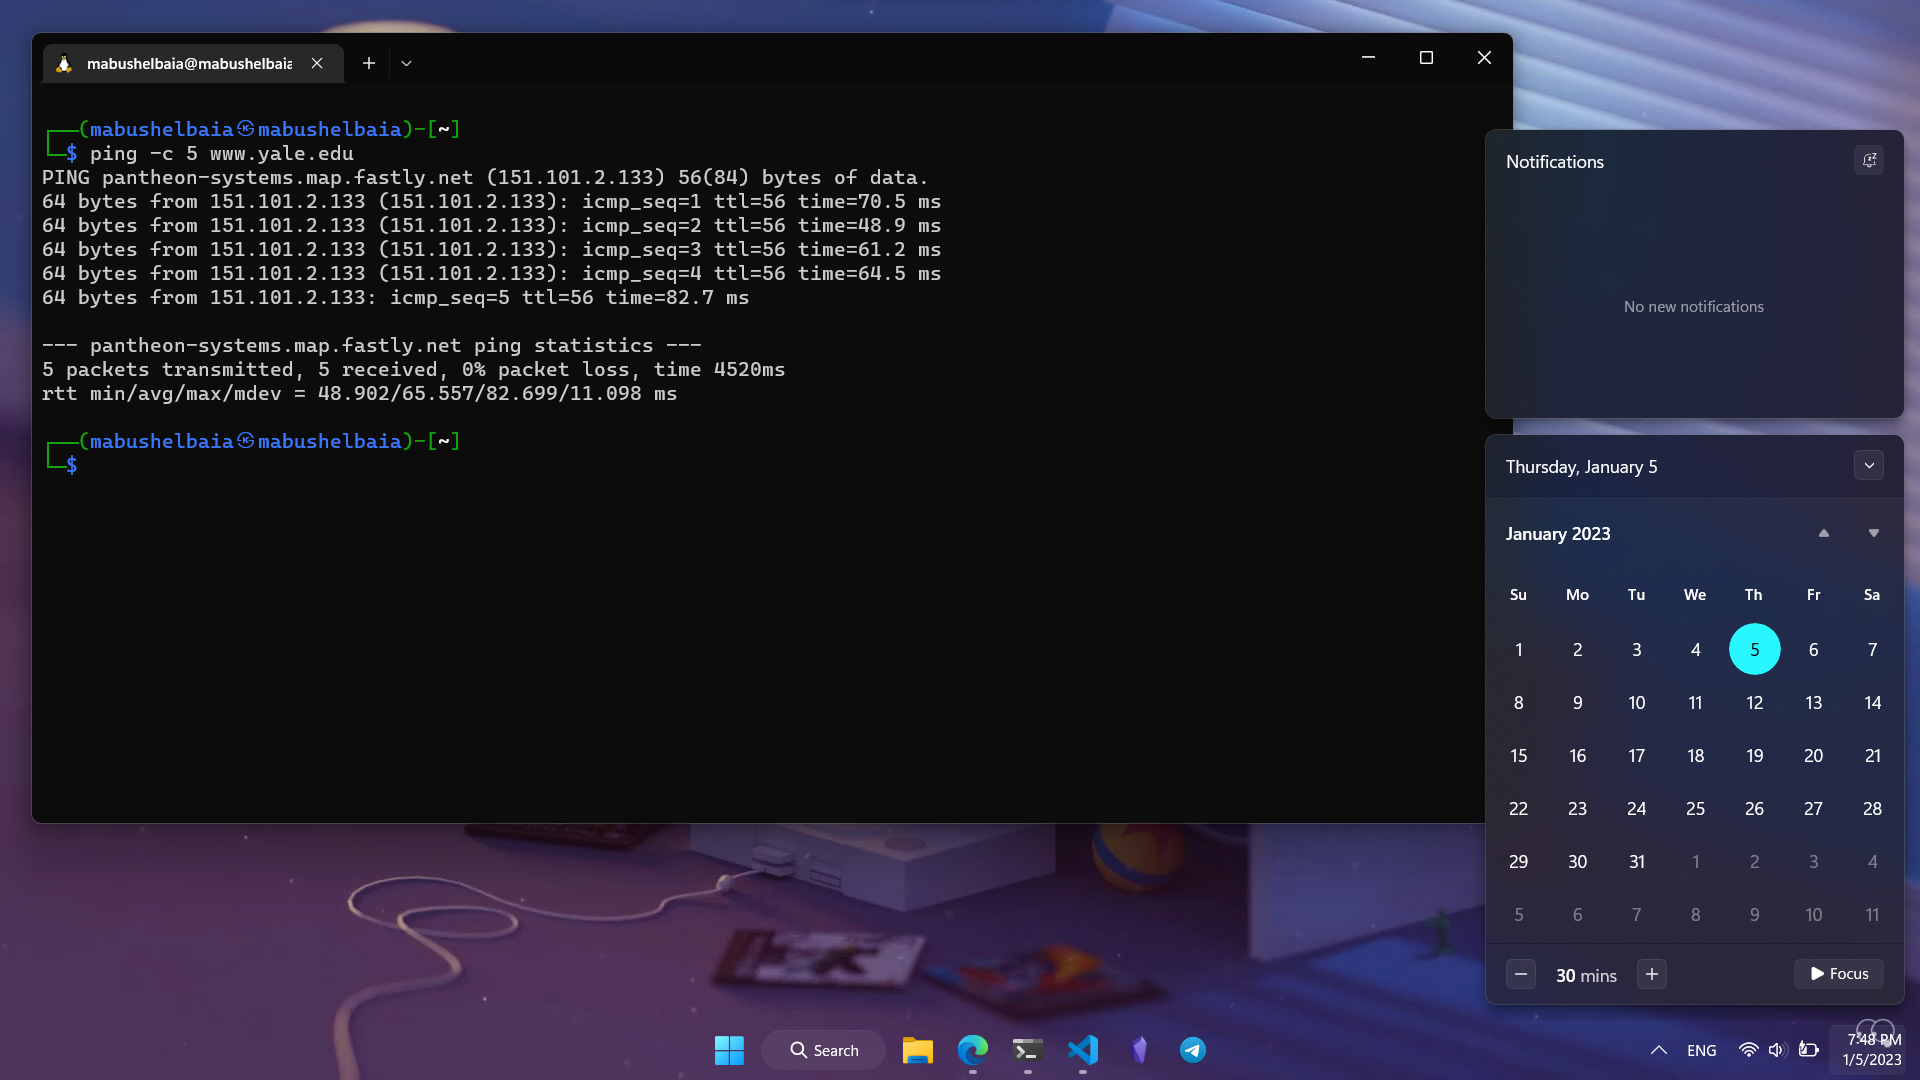 mabushelbaia@mabushelbaia
┌──(mabushelbaia㉿mabushelbaia)-[~]
└─$ ping -c 5 www.yale.edu
PING pantheon-systems.map.fastly.net (151.101.2.133) 56(84) bytes of data.
64 bytes from 151.101.2.133 (151.101.2.133): icmp_seq=1 ttl=56 time=70.5 ms
64 bytes from 151.101.2.133 (151.101.2.133): icmp_seq=2 ttl=56 time=48.9 ms
64 bytes from 151.101.2.133 (151.101.2.133): icmp_seq=3 ttl=56 time=61.2 ms
64 bytes from 151.101.2.133 (151.101.2.133): icmp_seq=4 ttl=56 time=64.5 ms
64 bytes from 151.101.2.133: icmp_seq=5 ttl=56 time=82.7 ms
--- pantheon-systems.map.fastly.net ping statistics ---
5 packets transmitted, 5 received, 0% packet loss, time 4520ms
rtt min/avg/max/mdev = 48.902/65.557/82.699/11.098 ms
┌──(mabushelbaia㉿mabushelbaia)-[~]
└─$
Notifications
No new notifications
Thursday, January 5
January 2023
Su Mo Tu We Th Fr Sa
1 2 3 4 5 6 7
8 9 10 11 12 13 14
15 16 17 18 19 20 21
22 23 24 25 26 27 28
29 30 31 1 2 3 4
5 6 7 8 9 10 11
30 mins
Focus
Search
ENG
7:48 PM
1/5/2023